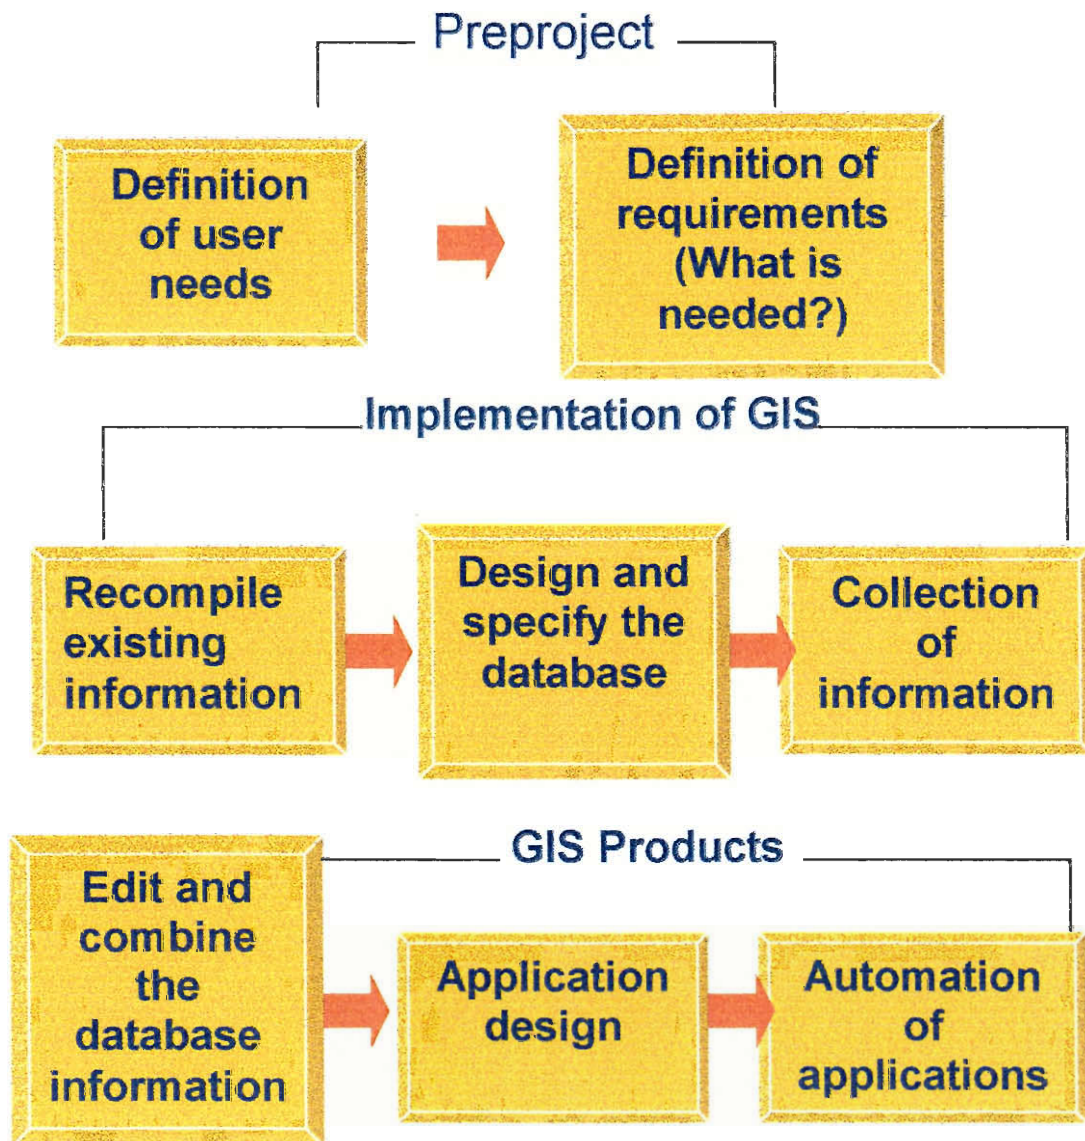 Preproject
Definition
of user
needs
Definition of
requirements
(What is
needed?)
Implementation of GIS
Recompile
existing
information
Design and
specify the
database
Collection
of
information
GIS Products
Edit and
combine
the
database
information
Application
design
Automation
of
applications